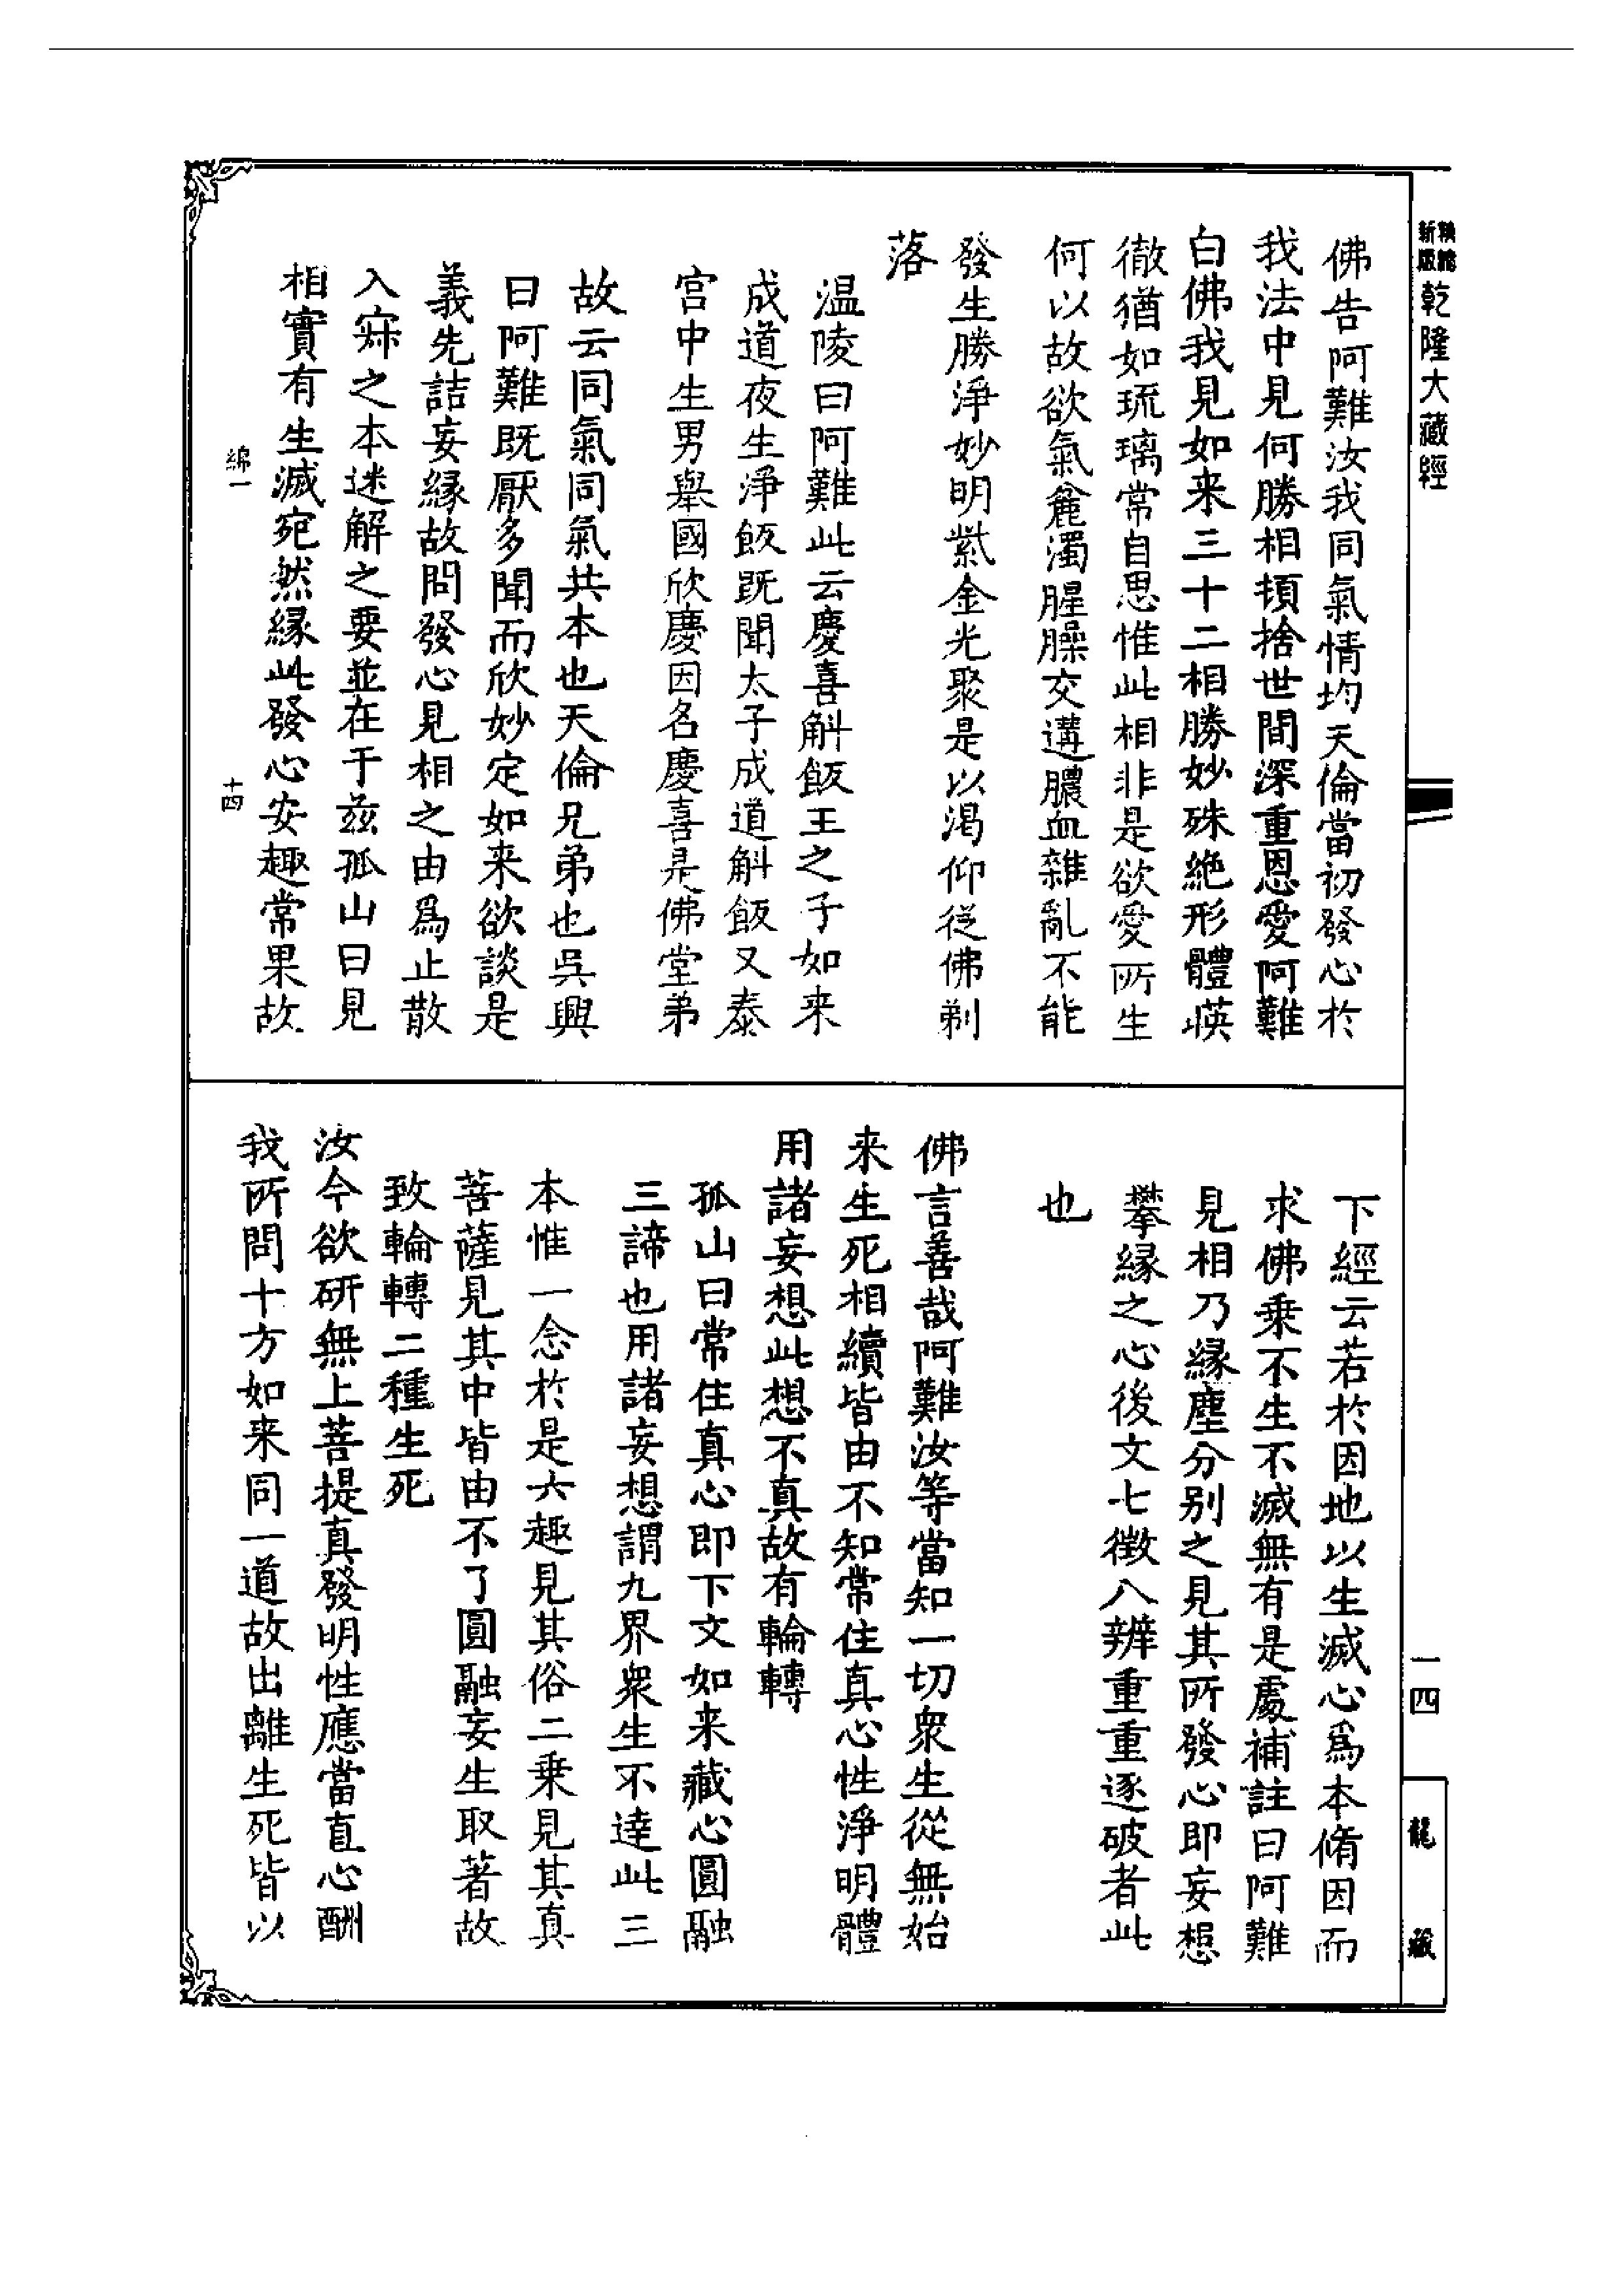 新版乾隆大藏經
佛告阿難汝我同氣情均天倫當初發心於
我法中見何勝相頓捨世間深重恩愛阿難
白佛我見如来三十二相勝妙殊絶形體暎
徹猶如琉璃常自思惟此相非是欲愛所生
何以故欲氣麄濁腥臊交遘膿血雜亂不能
發生勝淨妙明紫金光聚是以渴仰從佛剃
落
温陵曰阿難此云慶喜斛飯王之子如来
成道夜生淨飯既聞太子成道斛飯又泰
宫中生男舉國欣慶因名慶喜是佛堂弟
故云同氣同氣共本也天倫兄弟也吳興
曰阿難既厭多聞而欣妙定如来欲談是
義先詰妄緣故問發心見相之由爲止散
入㝛之本迷解之要並在于兹孤山曰見
相實有生滅宛然緣此發心安趣常果故
綿一
十四
下經云若於因地以生滅心爲本脩因而
求佛乗不生不滅無有是處補註曰阿難
見相乃緣塵分别之見其所發心即妄想
攀緣之心後文七徵八辨重重逐破者此
也
佛言善哉阿難汝等當知一切衆生從無始
来生死相續皆由不知常住真心性淨明體
用諸妄想此想不真故有輪轉
孤山曰常住真心即下文如来藏心圓融
三諦也用諸妄想謂九界衆生不達此三
本惟一念於是六趣見其俗二乗見其真
菩薩見其中皆由不了圓融妄生取著故
致輪轉二種生死
汝今欲研無上菩提真發明性應當直心酬
我所問十方如来同一道故出離生死皆以
一四
龍藏